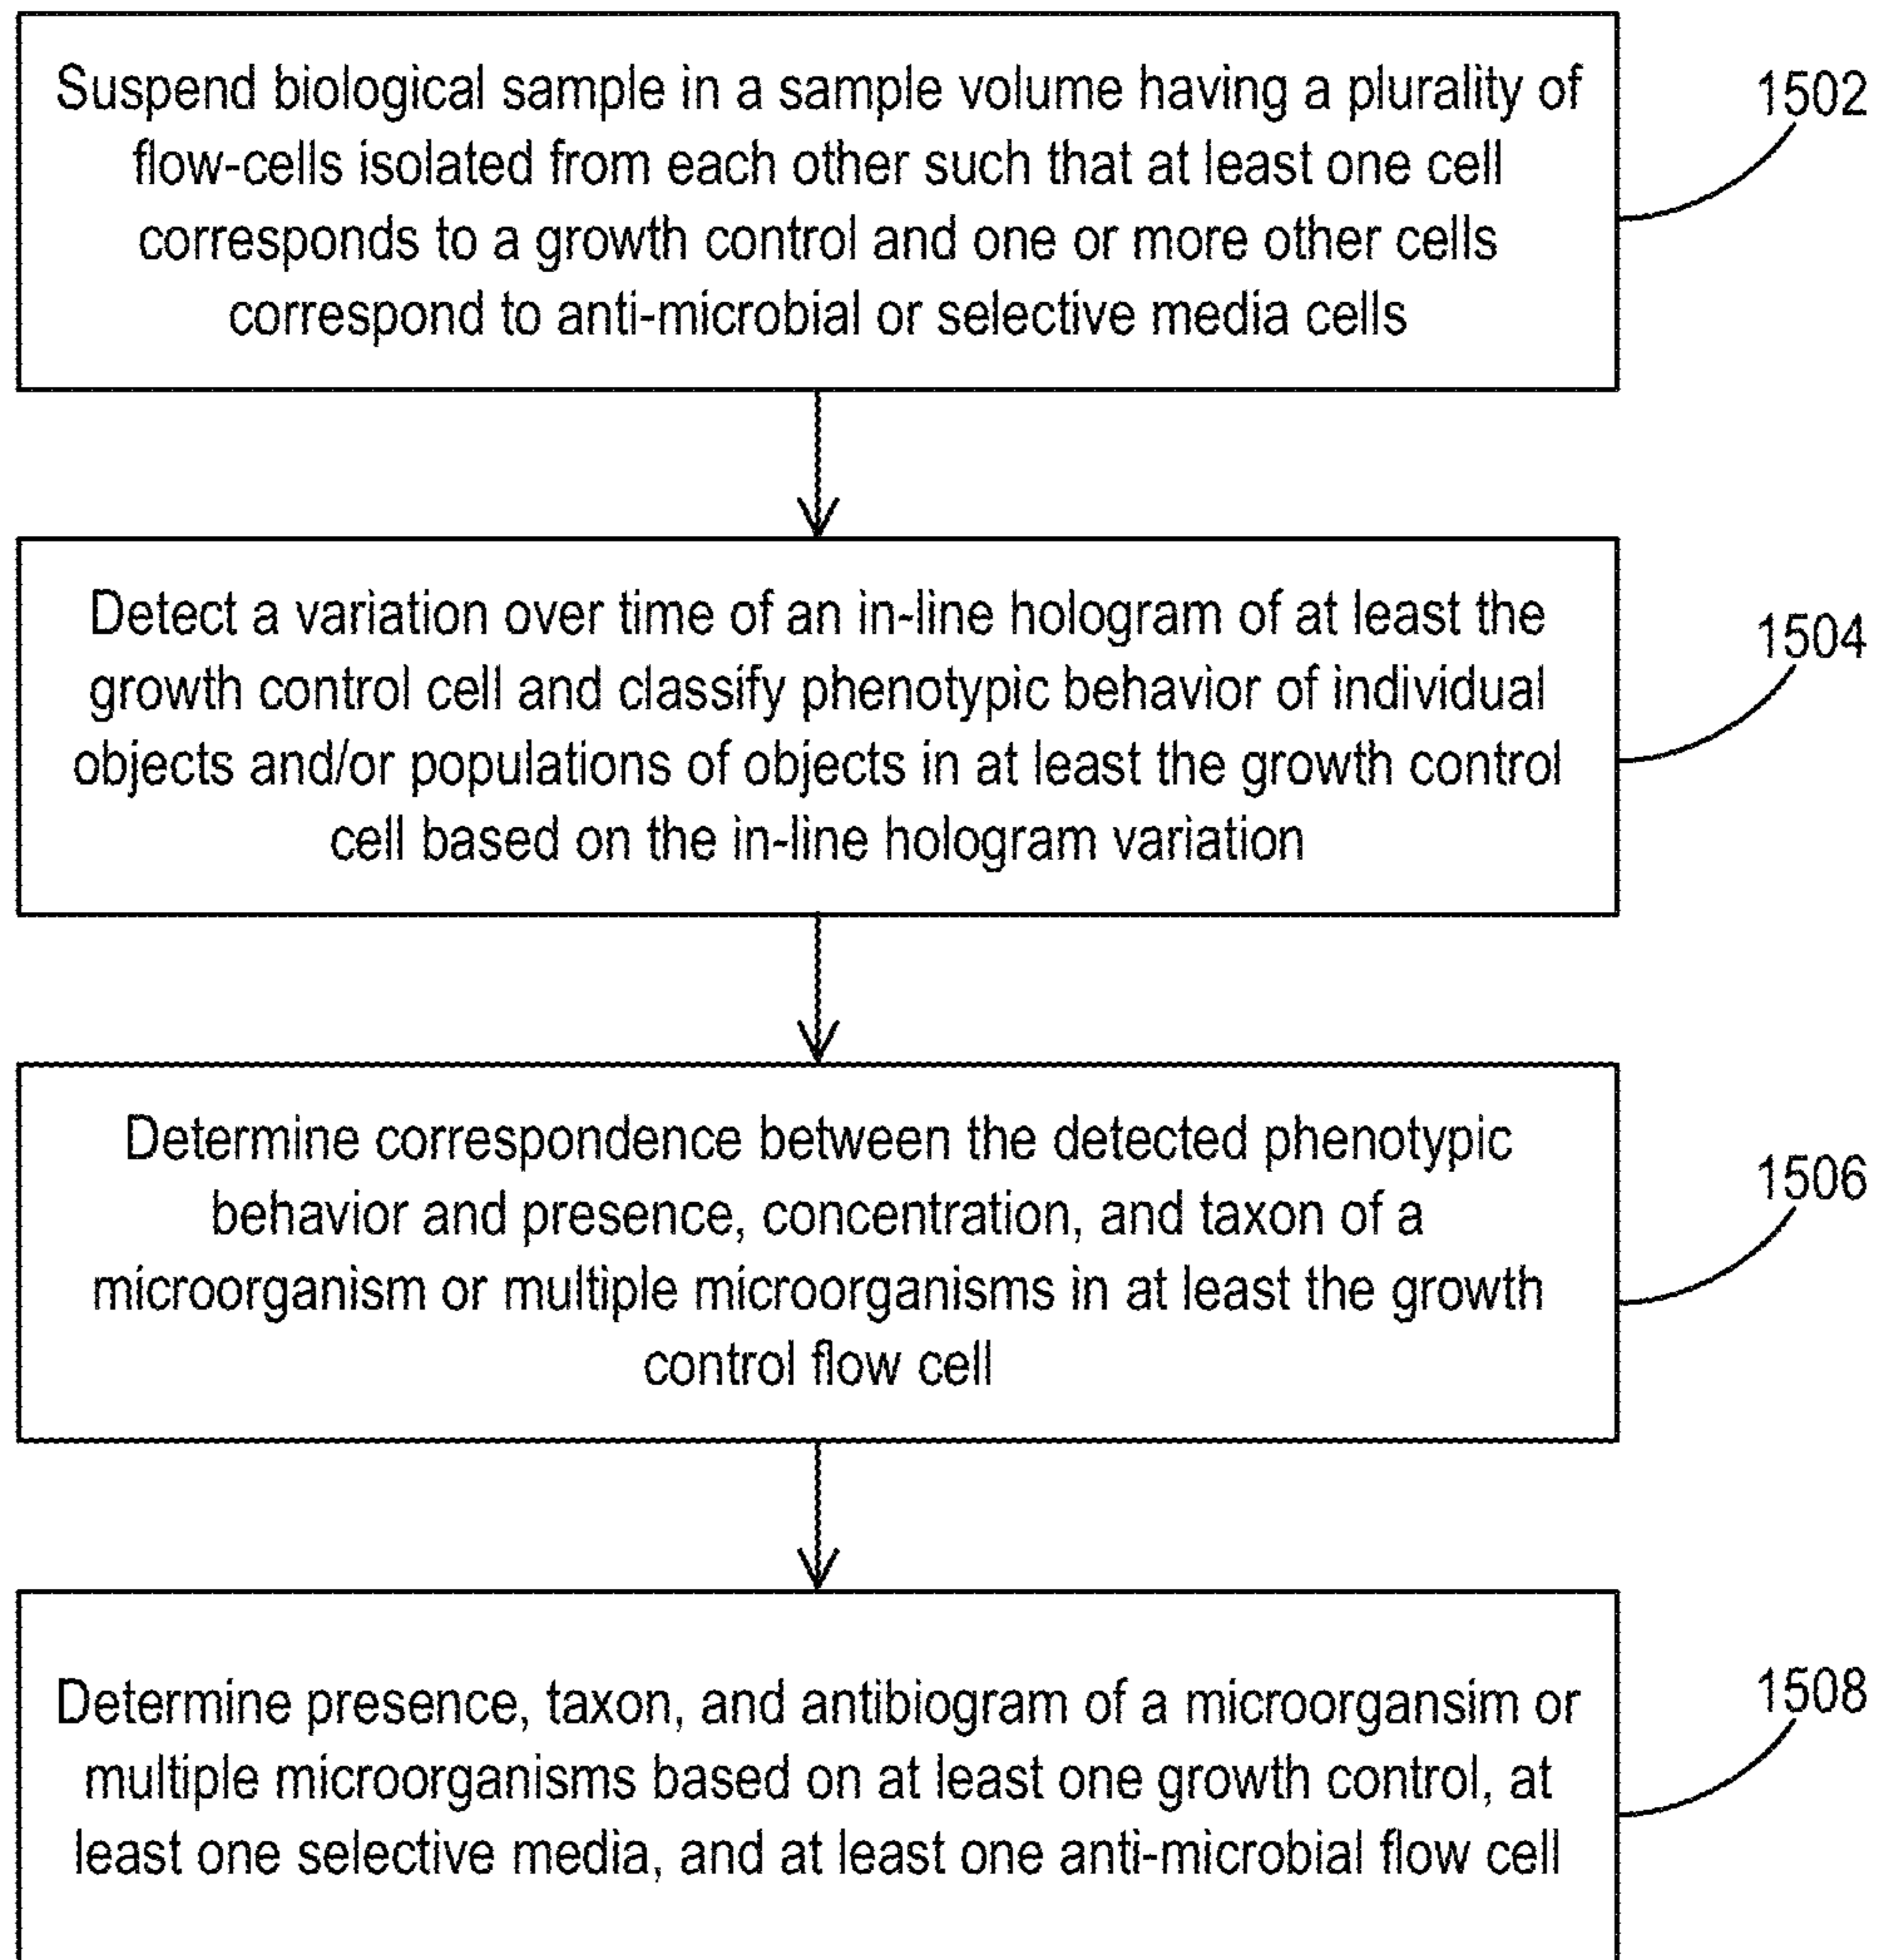 Suspend biological sample in a sample volume having a plurality of
flow-cells isolated from each other such that at least one cell
corresponds to a growth control and one or more other cells
correspond to anti-microbial or selective media cells
1502
Detect a variation over time of an in-line hologram of at least the
growth control cell and classify phenotypic behavior of individual
objects and/or populations of objects in at least the growth control
cell based on the in-line hologram variation
1504
Determine correspondence between the detected phenotypic
behavior and presence, concentration, and taxon of a
microorganism or multiple microorganisms in at least the growth
control flow cell
1506
Determine presence, taxon, and antibiogram of a microorgansim or
multiple microorganisms based on at least one growth control, at
least one selective media, and at least one anti-microbial flow cell
1508